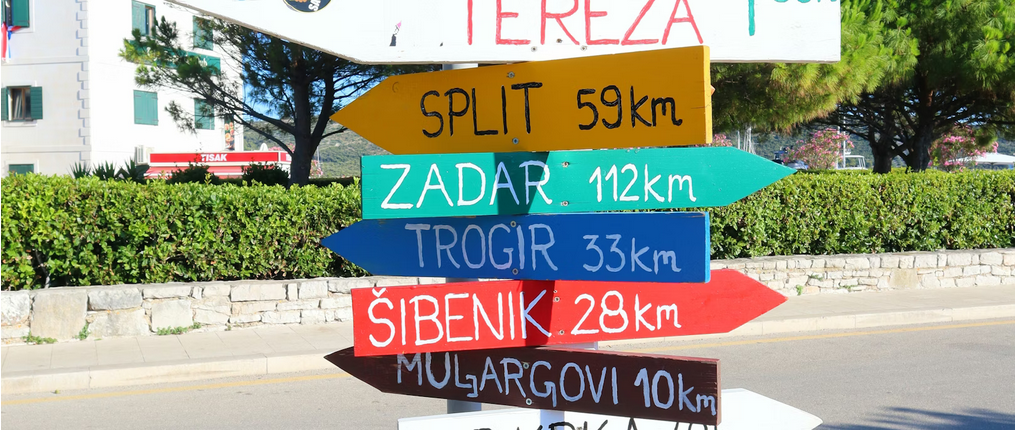 TEREZA
TISAK
SPLIT 59km
ZADAR 112km
TROGIR 33km
ŠIBENIK 28km
MULJARGOVI 10km